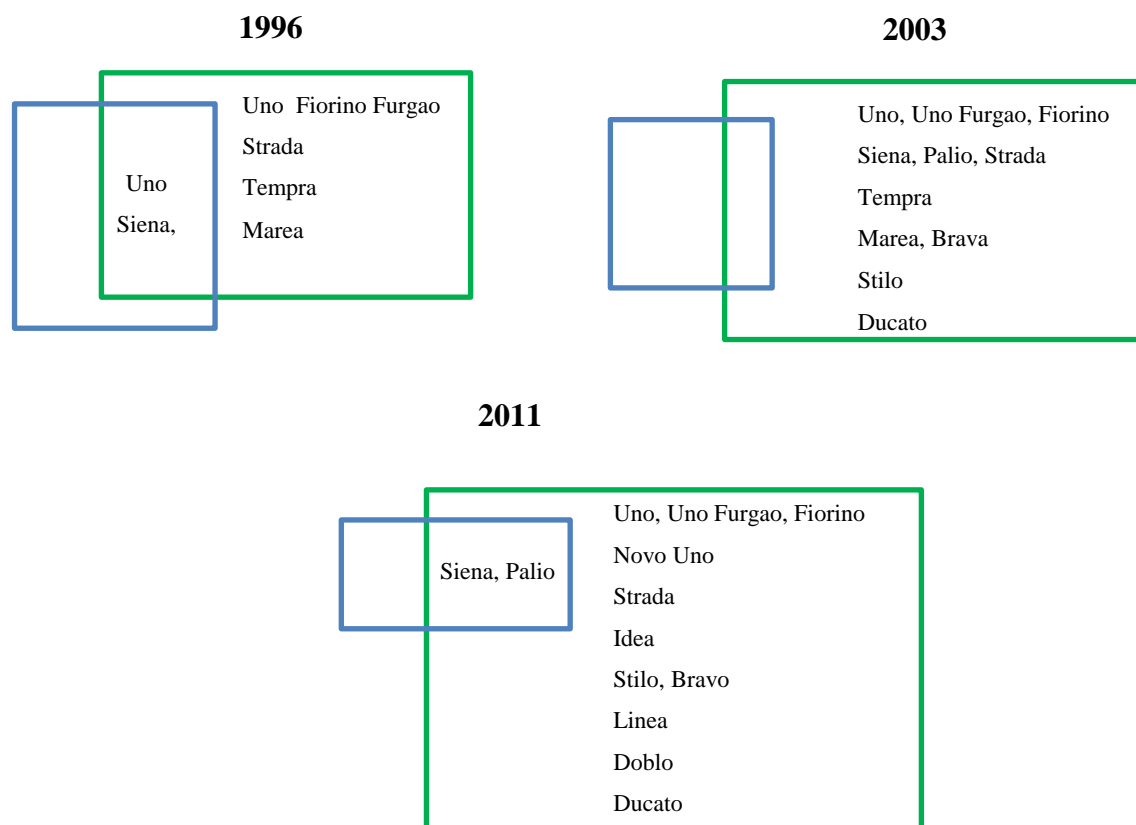 1996
Uno  Fiorino Furgao
Strada
Tempra
Marea
Uno
Siena,
2003
Uno, Uno Furgao, Fiorino
Siena, Palio, Strada
Tempra
Marea, Brava
Stilo
Ducato
2011
Siena, Palio
Uno, Uno Furgao, Fiorino
Novo Uno
Strada
Idea
Stilo, Bravo
Linea
Doblo
Ducato